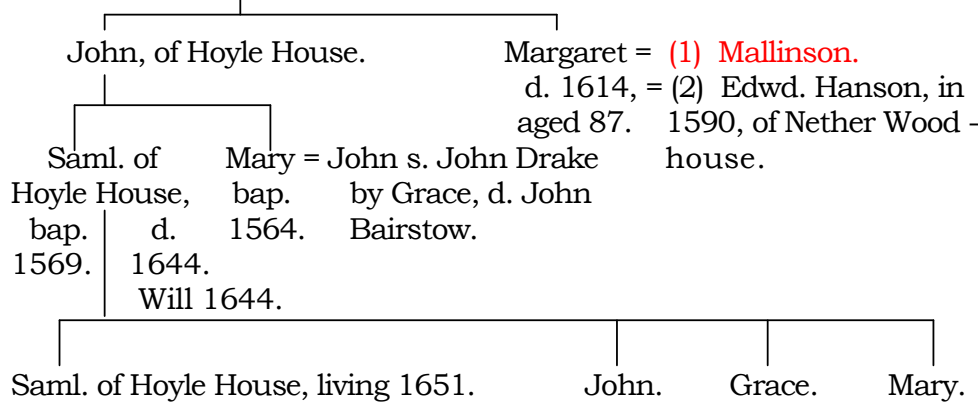 John, of Hoyle House. Margaret = (1) Mallinson.
d. 1614, = (2) Edwd. Hanson, in
aged 87. 1590, of Nether Wood -
Saml. of Mary = John s. John Drake house.
Hoyle House, bap. by Grace, d. John
bap. d. 1564. Bairstow.
1569. 1644.
Will 1644.
Saml. of Hoyle House, living 1651. John. Grace. Mary.